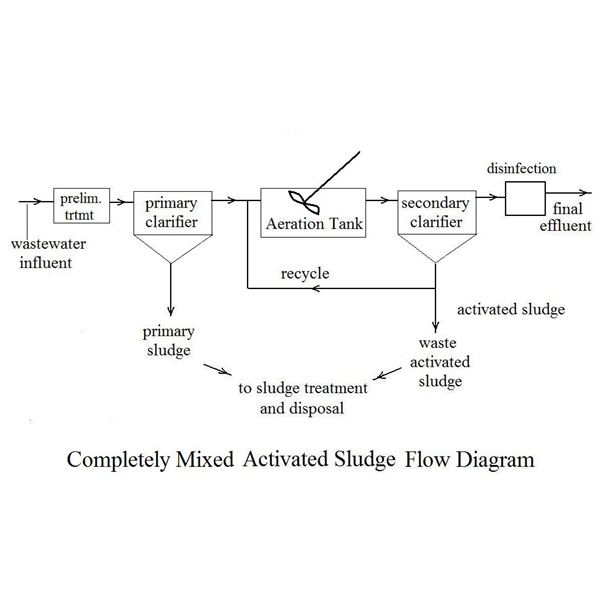 disinfection
prelim.
trtmt
primary
clarifier
Aeration Tank
secondary
clarifier
final
effluent
wastewater
influent
recycle
activated sludge
primary
sludge
waste
activated
sludge
to sludge treatment
and disposal
Completely Mixed Activated Sludge Flow Diagram